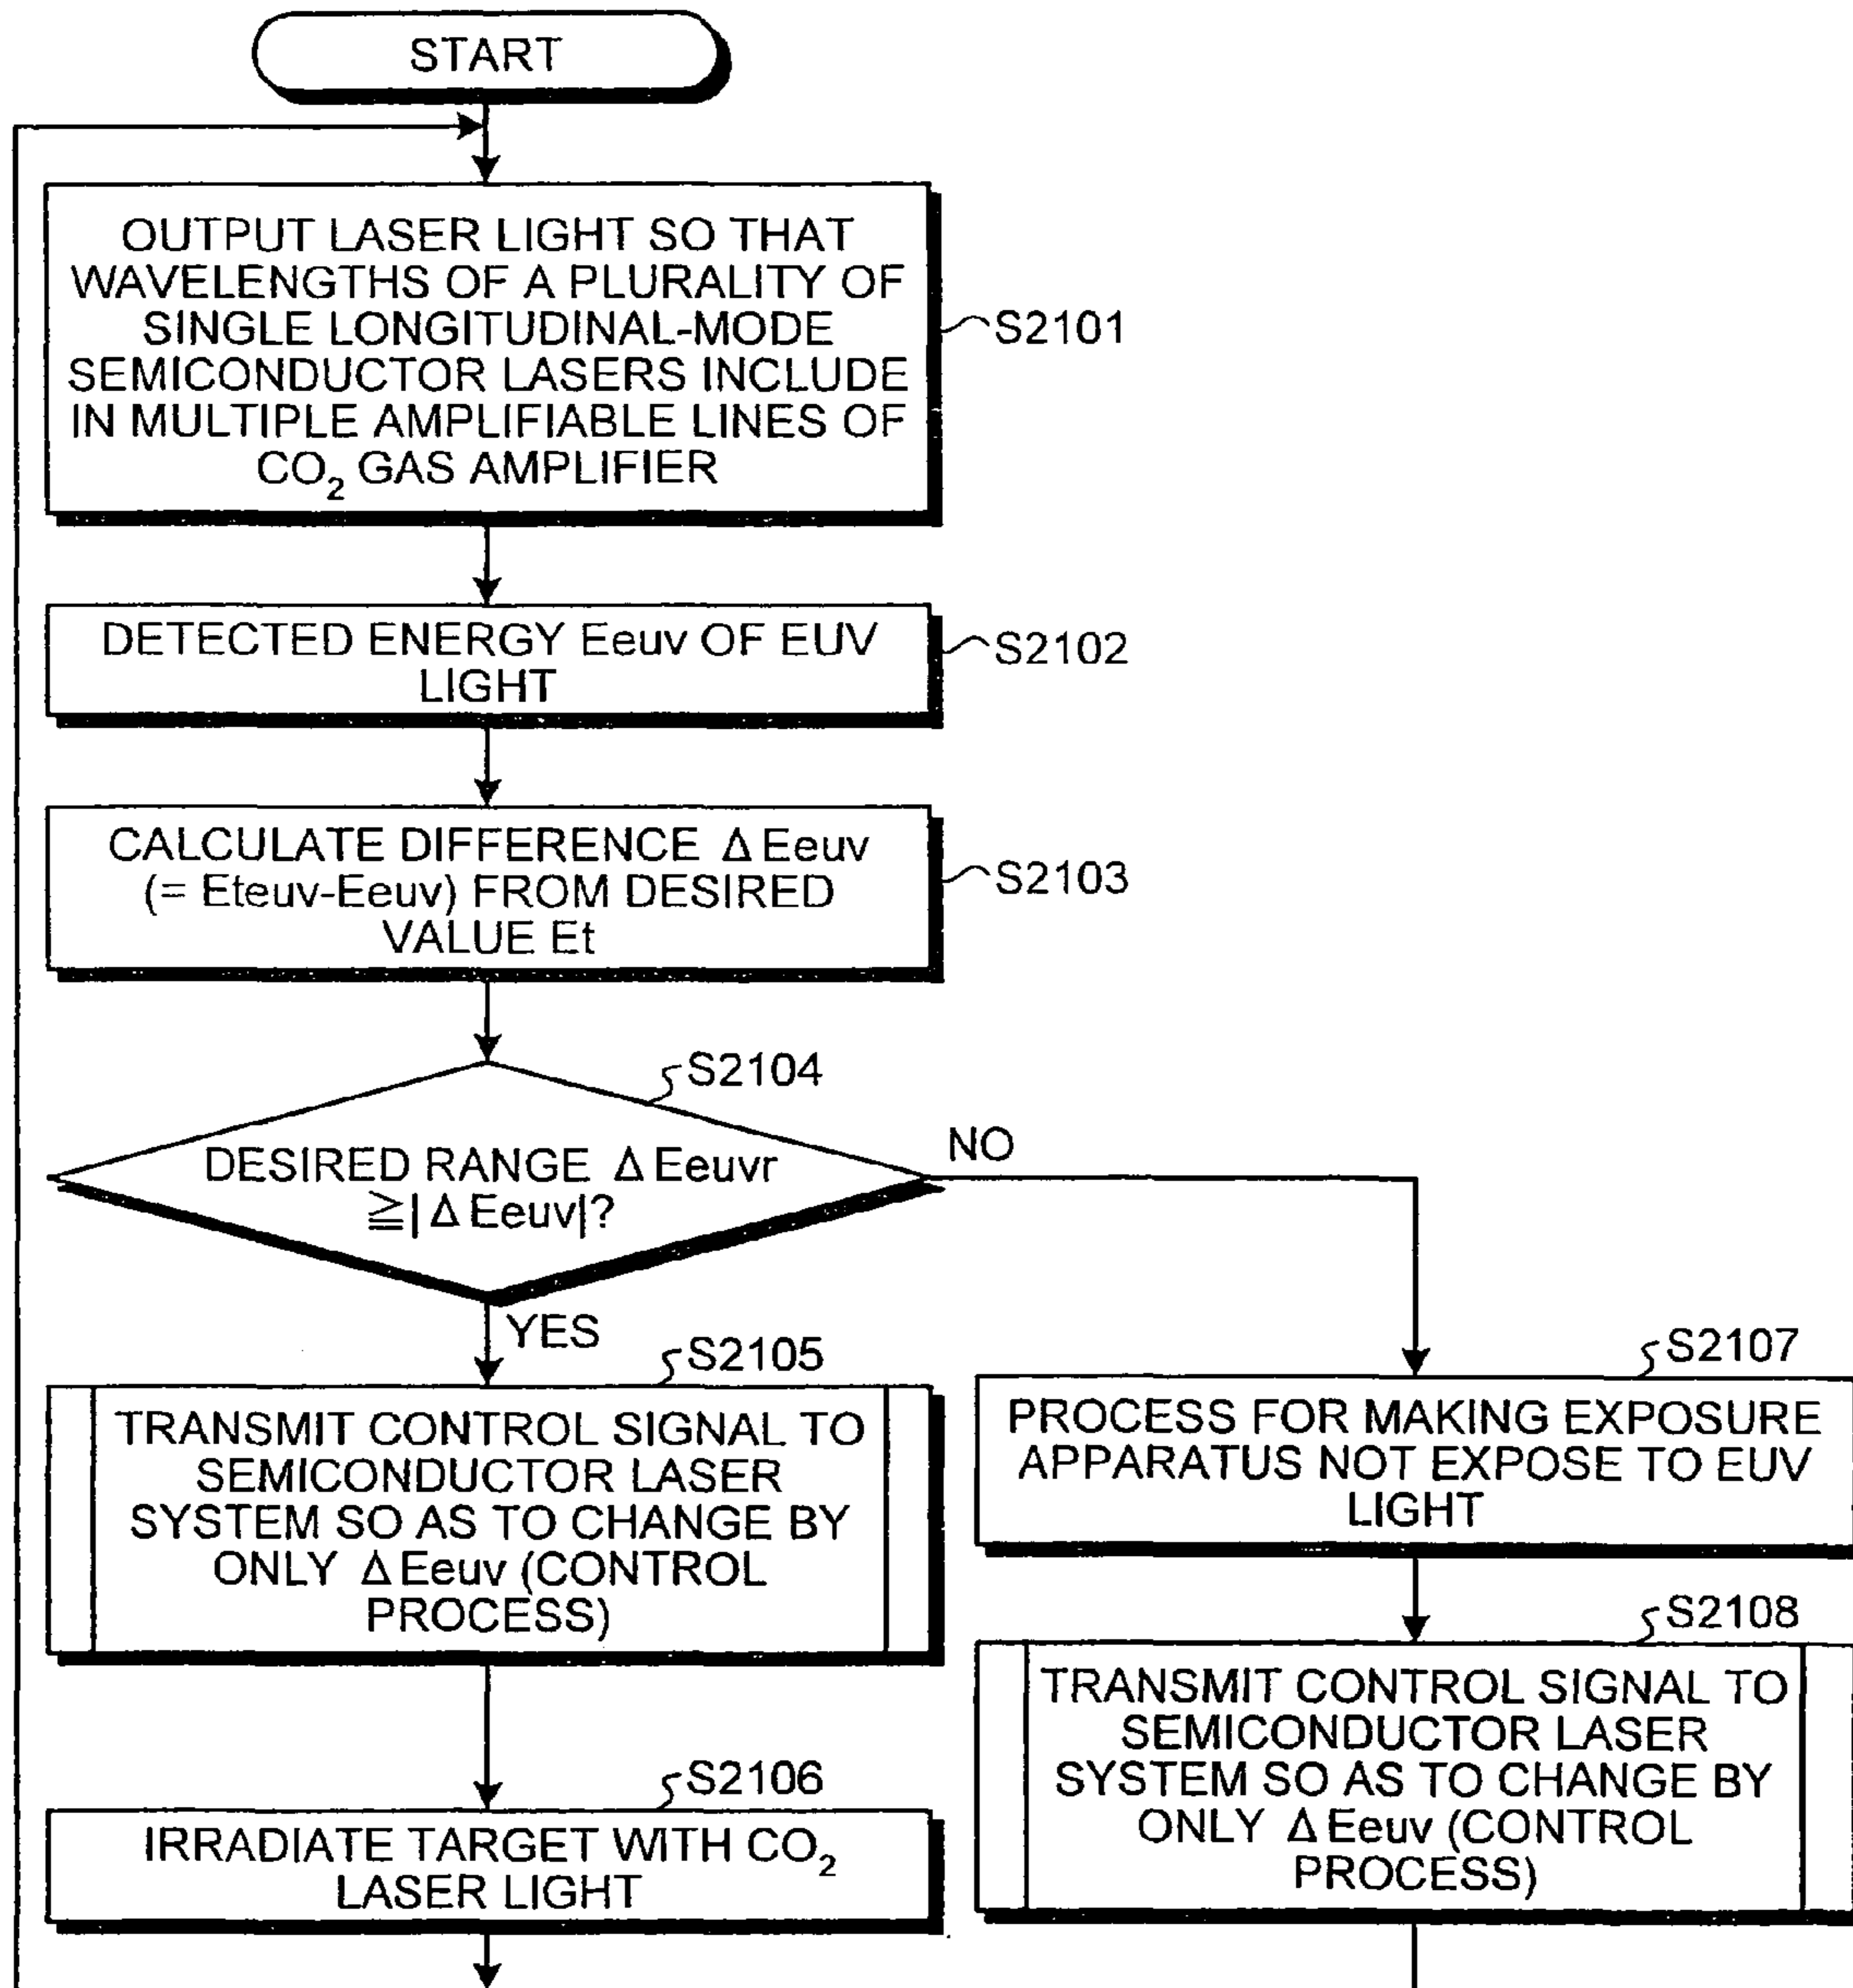 START
OUTPUT LASER LIGHT SO THAT
WAVELENGTHS OF A PLURALITY OF
SINGLE LONGITUDINAL-MODE
SEMICONDUCTOR LASERS INCLUDE
IN MULTIPLE AMPLIFIABLE LINES OF
CO₂ GAS AMPLIFIER
S2101
DETECTED ENERGY Eeuv OF EUV
LIGHT
S2102
CALCULATE DIFFERENCE Δ Eeuv
(= Eteuv-Eeuv) FROM DESIRED
VALUE Et
S2103
S2104
DESIRED RANGE Δ Eeuvr
≧|Δ Eeuv|?
NO
YES
S2105
TRANSMIT CONTROL SIGNAL TO
SEMICONDUCTOR LASER
SYSTEM SO AS TO CHANGE BY
ONLY Δ Eeuv (CONTROL
PROCESS)
S2106
IRRADIATE TARGET WITH CO₂
LASER LIGHT
S2107
PROCESS FOR MAKING EXPOSURE
APPARATUS NOT EXPOSE TO EUV
LIGHT
S2108
TRANSMIT CONTROL SIGNAL TO
SEMICONDUCTOR LASER
SYSTEM SO AS TO CHANGE BY
ONLY Δ Eeuv (CONTROL
PROCESS)